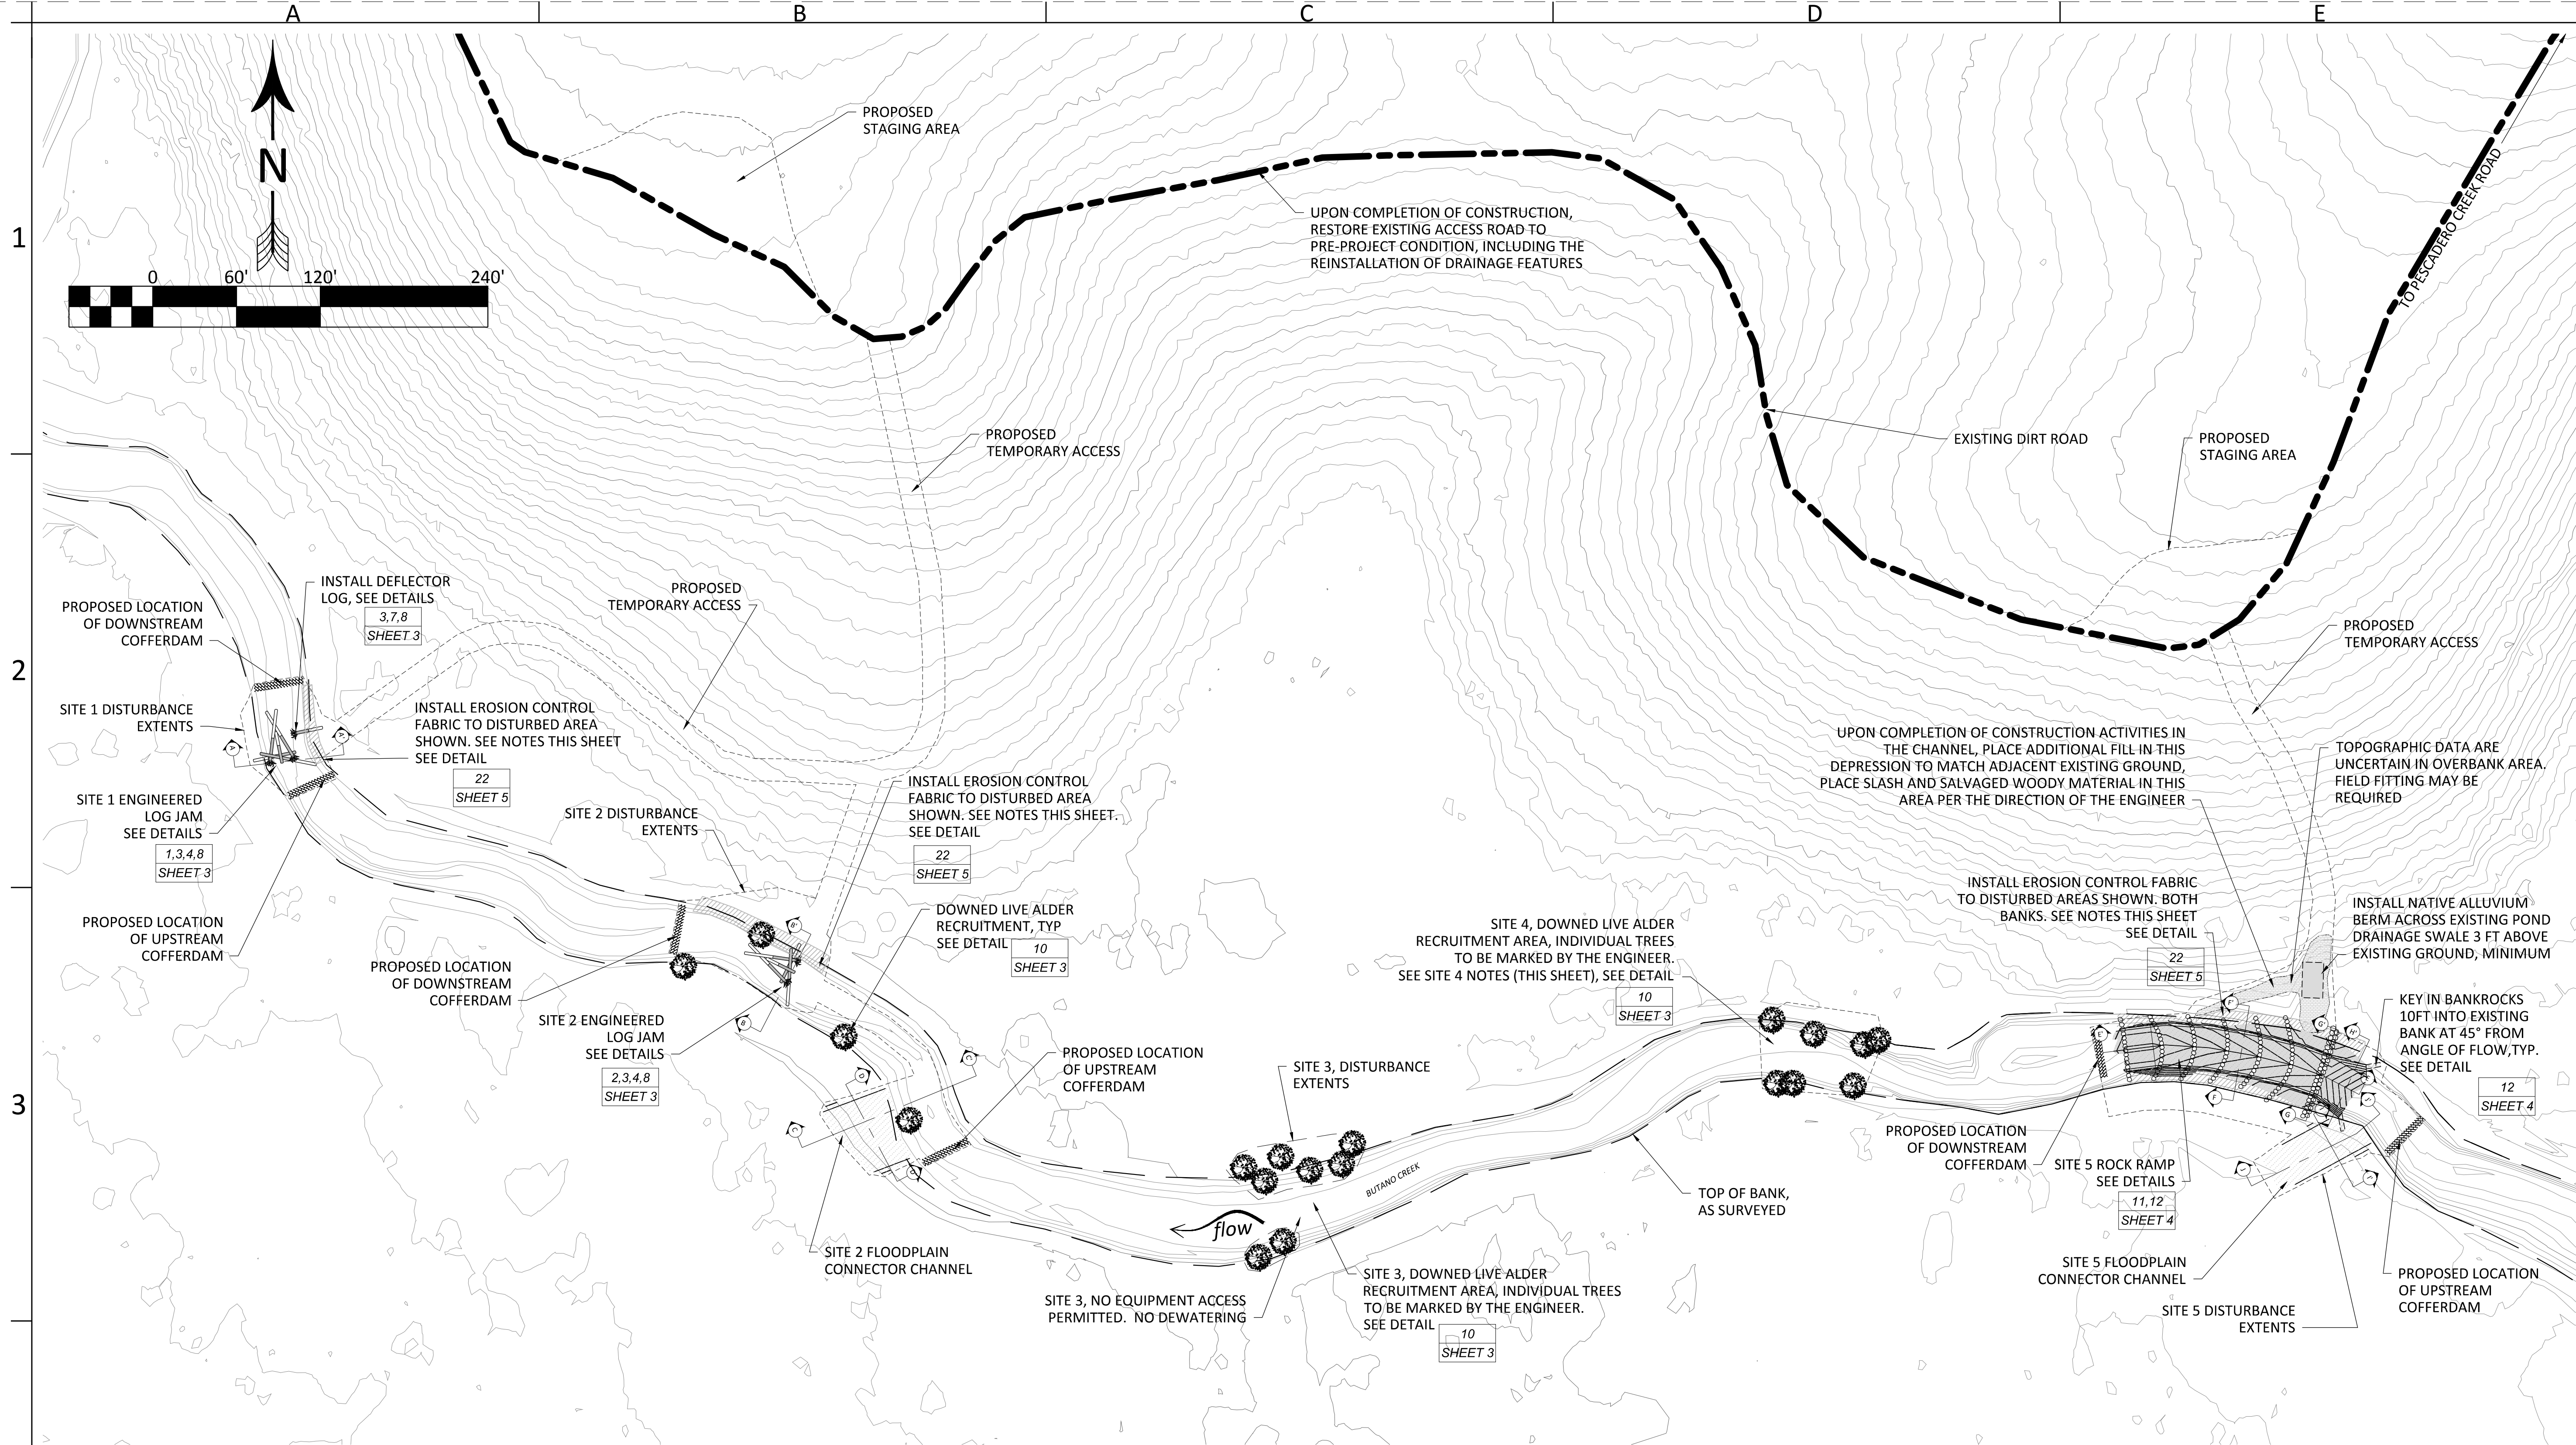 A
B
C
D
E
1
2
3
N
0
60'
120'
240'
PROPOSED
STAGING AREA
UPON COMPLETION OF CONSTRUCTION,
RESTORE EXISTING ACCESS ROAD TO
PRE-PROJECT CONDITION, INCLUDING THE
REINSTALLATION OF DRAINAGE FEATURES
TO PESCADERO CREEK ROAD
PROPOSED
TEMPORARY ACCESS
EXISTING DIRT ROAD
PROPOSED
STAGING AREA
INSTALL DEFLECTOR
LOG, SEE DETAILS
3,7,8
SHEET 3
PROPOSED LOCATION
OF DOWNSTREAM
COFFERDAM
PROPOSED
TEMPORARY ACCESS
PROPOSED
TEMPORARY ACCESS
SITE 1 DISTURBANCE
EXTENTS
A
A'
INSTALL EROSION CONTROL
FABRIC TO DISTURBED AREA
SHOWN. SEE NOTES THIS SHEET
SEE DETAIL
22
SHEET 5
SITE 1 ENGINEERED
LOG JAM
SEE DETAILS
1,3,4,8
SHEET 3
PROPOSED LOCATION
OF UPSTREAM
COFFERDAM
SITE 2 DISTURBANCE
EXTENTS
INSTALL EROSION CONTROL
FABRIC TO DISTURBED AREA
SHOWN. SEE NOTES THIS SHEET.
SEE DETAIL
22
SHEET 5
DOWNED LIVE ALDER
RECRUITMENT, TYP
SEE DETAIL
10
SHEET 3
PROPOSED LOCATION
OF DOWNSTREAM
COFFERDAM
B'
B
SITE 2 ENGINEERED
LOG JAM
SEE DETAILS
2,3,4,8
SHEET 3
C'
C
D
PROPOSED LOCATION
OF UPSTREAM
COFFERDAM
SITE 2 FLOODPLAIN
CONNECTOR CHANNEL
SITE 3, DISTURBANCE
EXTENTS
BUTANO CREEK
flow
SITE 3, NO EQUIPMENT ACCESS
PERMITTED. NO DEWATERING
SITE 3, DOWNED LIVE ALDER
RECRUITMENT AREA, INDIVIDUAL TREES
TO BE MARKED BY THE ENGINEER.
SEE DETAIL
10
SHEET 3
TOP OF BANK,
AS SURVEYED
SITE 4, DOWNED LIVE ALDER
RECRUITMENT AREA, INDIVIDUAL TREES
TO BE MARKED BY THE ENGINEER.
SEE SITE 4 NOTES (THIS SHEET), SEE DETAIL
10
SHEET 3
UPON COMPLETION OF CONSTRUCTION ACTIVITIES IN
THE CHANNEL, PLACE ADDITIONAL FILL IN THIS
DEPRESSION TO MATCH ADJACENT EXISTING GROUND,
PLACE SLASH AND SALVAGED WOODY MATERIAL IN THIS
AREA PER THE DIRECTION OF THE ENGINEER
TOPOGRAPHIC DATA ARE
UNCERTAIN IN OVERBANK AREA.
FIELD FITTING MAY BE
REQUIRED
INSTALL EROSION CONTROL FABRIC
TO DISTURBED AREAS SHOWN. BOTH
BANKS. SEE NOTES THIS SHEET
SEE DETAIL
22
SHEET 5
INSTALL NATIVE ALLUVIUM
BERM ACROSS EXISTING POND
DRAINAGE SWALE 3 FT ABOVE
EXISTING GROUND, MINIMUM
KEY IN BANKROCKS
10FT INTO EXISTING
BANK AT 45° FROM
ANGLE OF FLOW,TYP.
SEE DETAIL
12
SHEET 4
E'
F'
G'
H'
F
G
PROPOSED LOCATION
OF DOWNSTREAM
COFFERDAM
SITE 5 ROCK RAMP
SEE DETAILS
11,12
SHEET 4
SITE 5 FLOODPLAIN
CONNECTOR CHANNEL
SITE 5 DISTURBANCE
EXTENTS
PROPOSED LOCATION
OF UPSTREAM
COFFERDAM